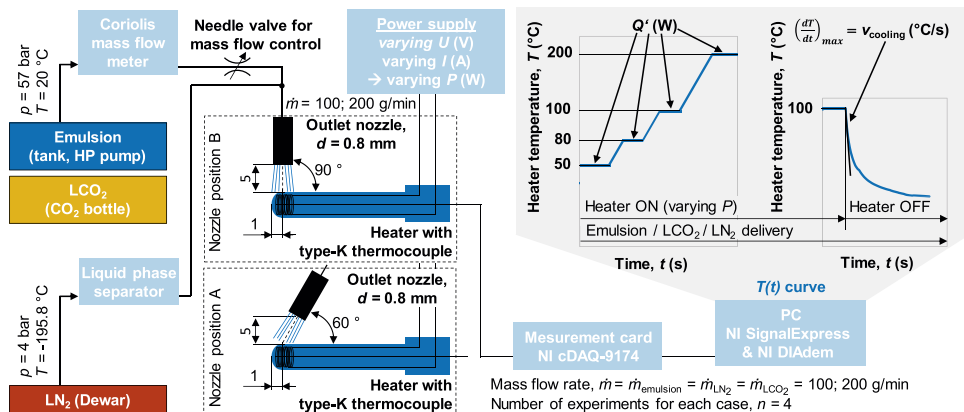 Coriolis
mass flow
meter
Needle valve for
mass flow control
Power supply
varying U (V)
varying I (A)
→ varying P (W)
p = 57 bar
T = 20 °C
ṁ = 100; 200 g/min
Emulsion
(tank, HP pump)
LCO₂
(CO₂ bottle)
Nozzle position B
Outlet nozzle,
d = 0.8 mm
5
90 °
1
Heater with
type-K thermocouple
Liquid phase
separator
p = 4 bar
T = -195.8 °C
LN₂ (Dewar)
Nozzle position A
Outlet nozzle,
d = 0.8 mm
5
60 °
1
Heater with
type-K thermocouple
Heater temperature, T (°C)
200
100
80
50
Q' (W)
(dT/dt)max = vcooling (°C/s)
Heater temperature, T (°C)
100
Heater ON (varying P)
Heater OFF
Emulsion / LCO₂ / LN₂ delivery
Time, t (s)
Time, t (s)
T(t) curve
Mesurement card
NI cDAQ-9174
PC
NI SignalExpress
& NI DIAdem
Mass flow rate, ṁ = ṁemulsion = ṁLN₂ = ṁLCO₂ = 100; 200 g/min
Number of experiments for each case, n = 4